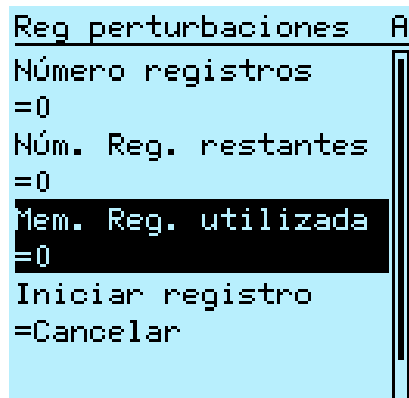 Reg perturbaciones A
Número registros
=0
Núm. Reg. restantes
=0
Mem. Reg. utilizada
=0
Iniciar registro
=Cancelar